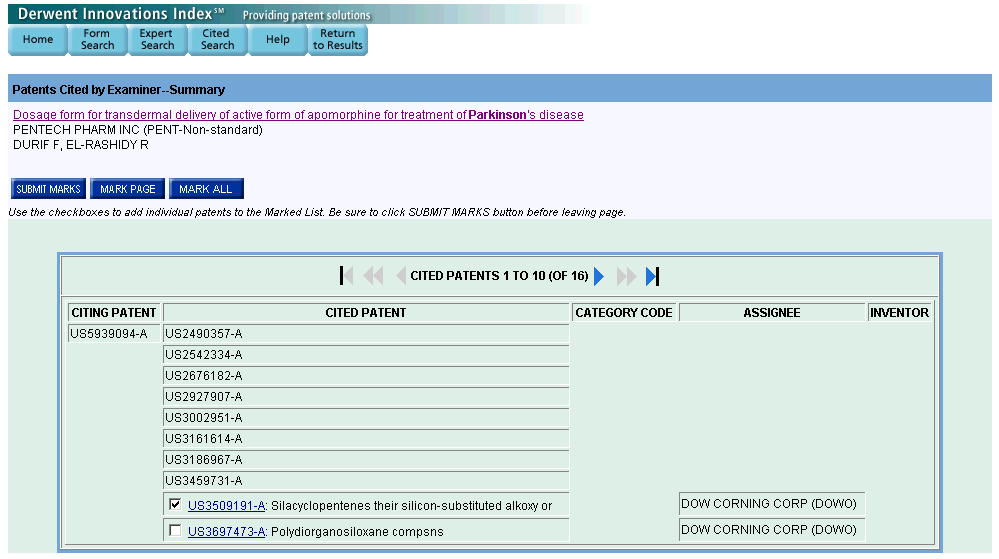 Derwent Innovations Index℠ Providing patent solutions
Home Form Search Expert Search Cited Search Help Return to Results
Patents Cited by Examiner--Summary
Dosage form for transdermal delivery of active form of apomorphine for treatment of Parkinson's disease
PENTECH PHARM INC (PENT-Non-standard)
DURIF F, EL-RASHIDY R
SUBMIT MARKS MARK PAGE MARK ALL
Use the checkboxes to add individual patents to the Marked List. Be sure to click SUBMIT MARKS button before leaving page.
CITED PATENTS 1 TO 10 (OF 16)
CITING PATENT CITED PATENT CATEGORY CODE ASSIGNEE INVENTOR
US5939094-A US2490357-A
US2542334-A
US2676182-A
US2927907-A
US3002951-A
US3161614-A
US3186967-A
US3459731-A
US3509191-A: Silacyclopentenes their silicon-substituted alkoxy or DOW CORNING CORP (DOWO)
US3697473-A: Polydiorganosiloxane compsns DOW CORNING CORP (DOWO)